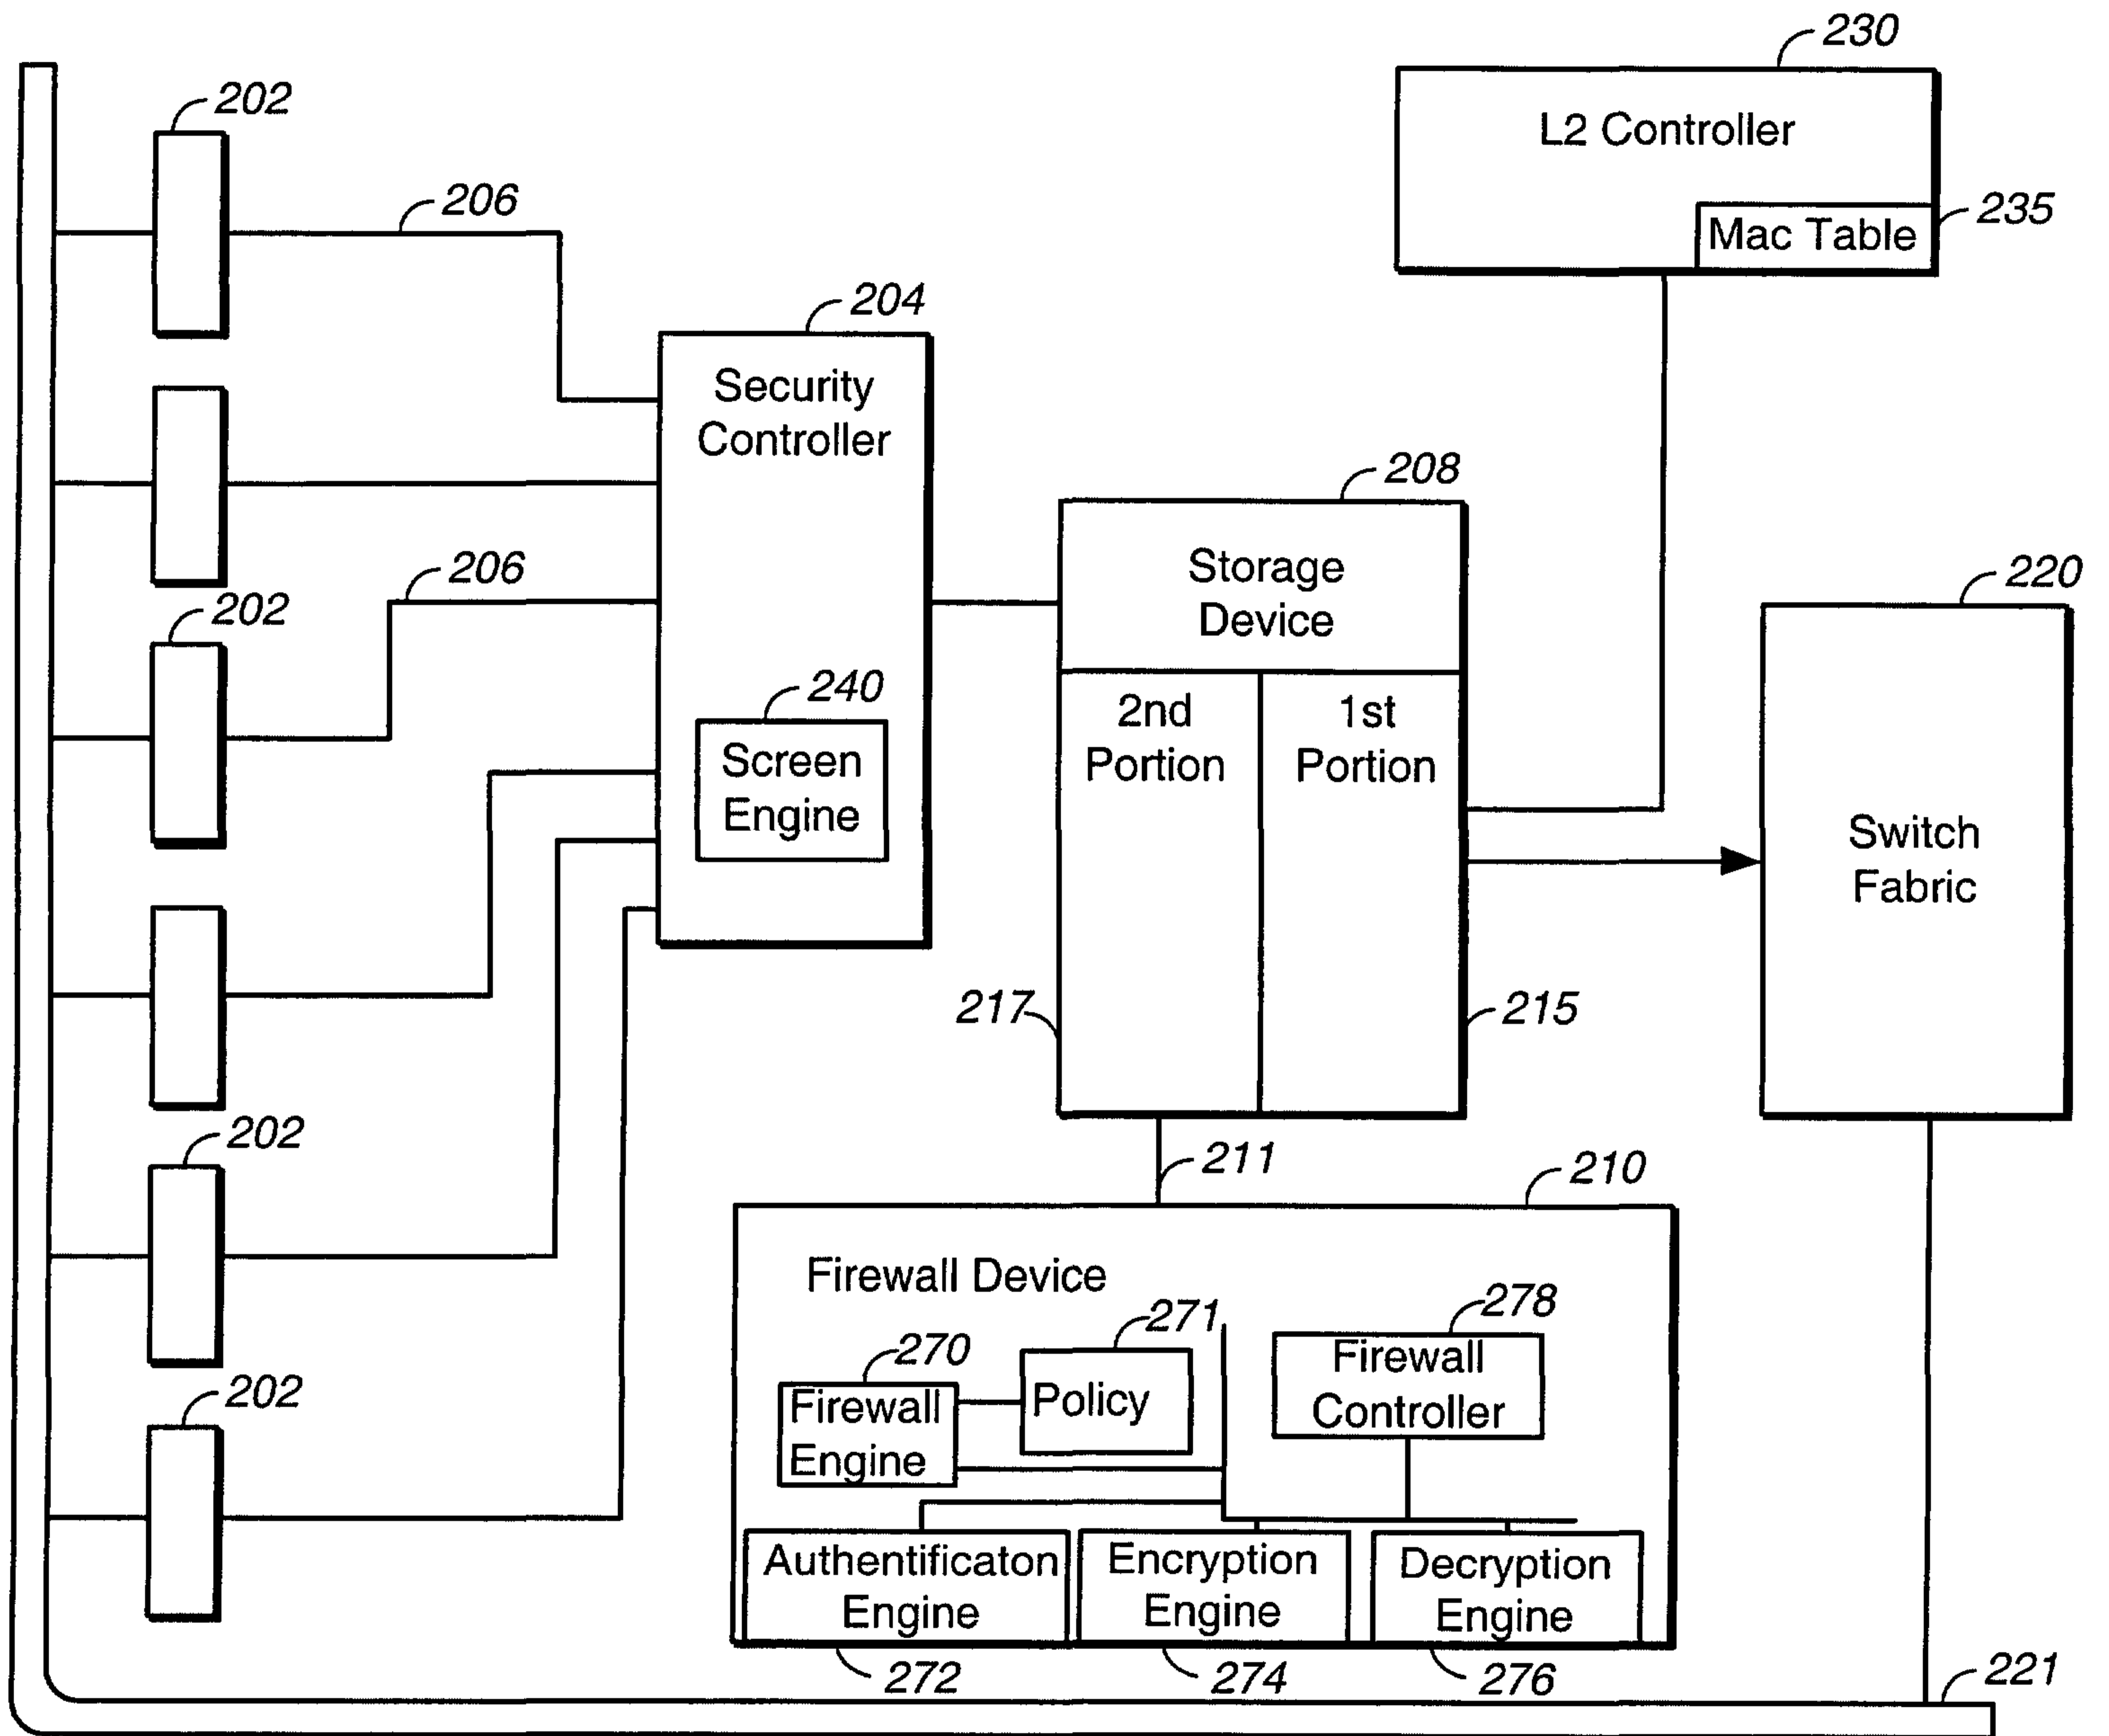 230
L2 Controller
Mac Table
235
202
206
204
Security
Controller
208
Storage
Device
206
202
220
240
Screen
Engine
2nd
Portion
1st
Portion
Switch
Fabric
217
215
202
211
210
Firewall Device
271
278
270
Firewall
Engine
Policy
Firewall
Controller
202
Authentificaton
Engine
Encryption
Engine
Decryption
Engine
272
274
276
221